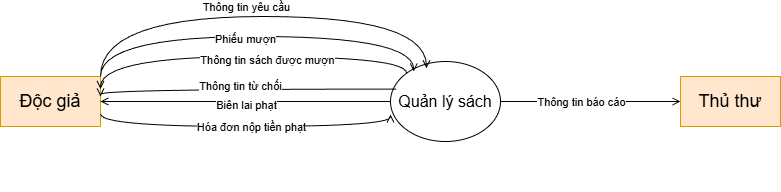 Thông tin yêu cầu
Phiếu mượn
Thông tin sách được mượn
Thông tin từ chối
Biên lai phạt
Hóa đơn nộp tiền phạt
Độc giả
Quản lý sách
Thông tin báo cáo
Thủ thư